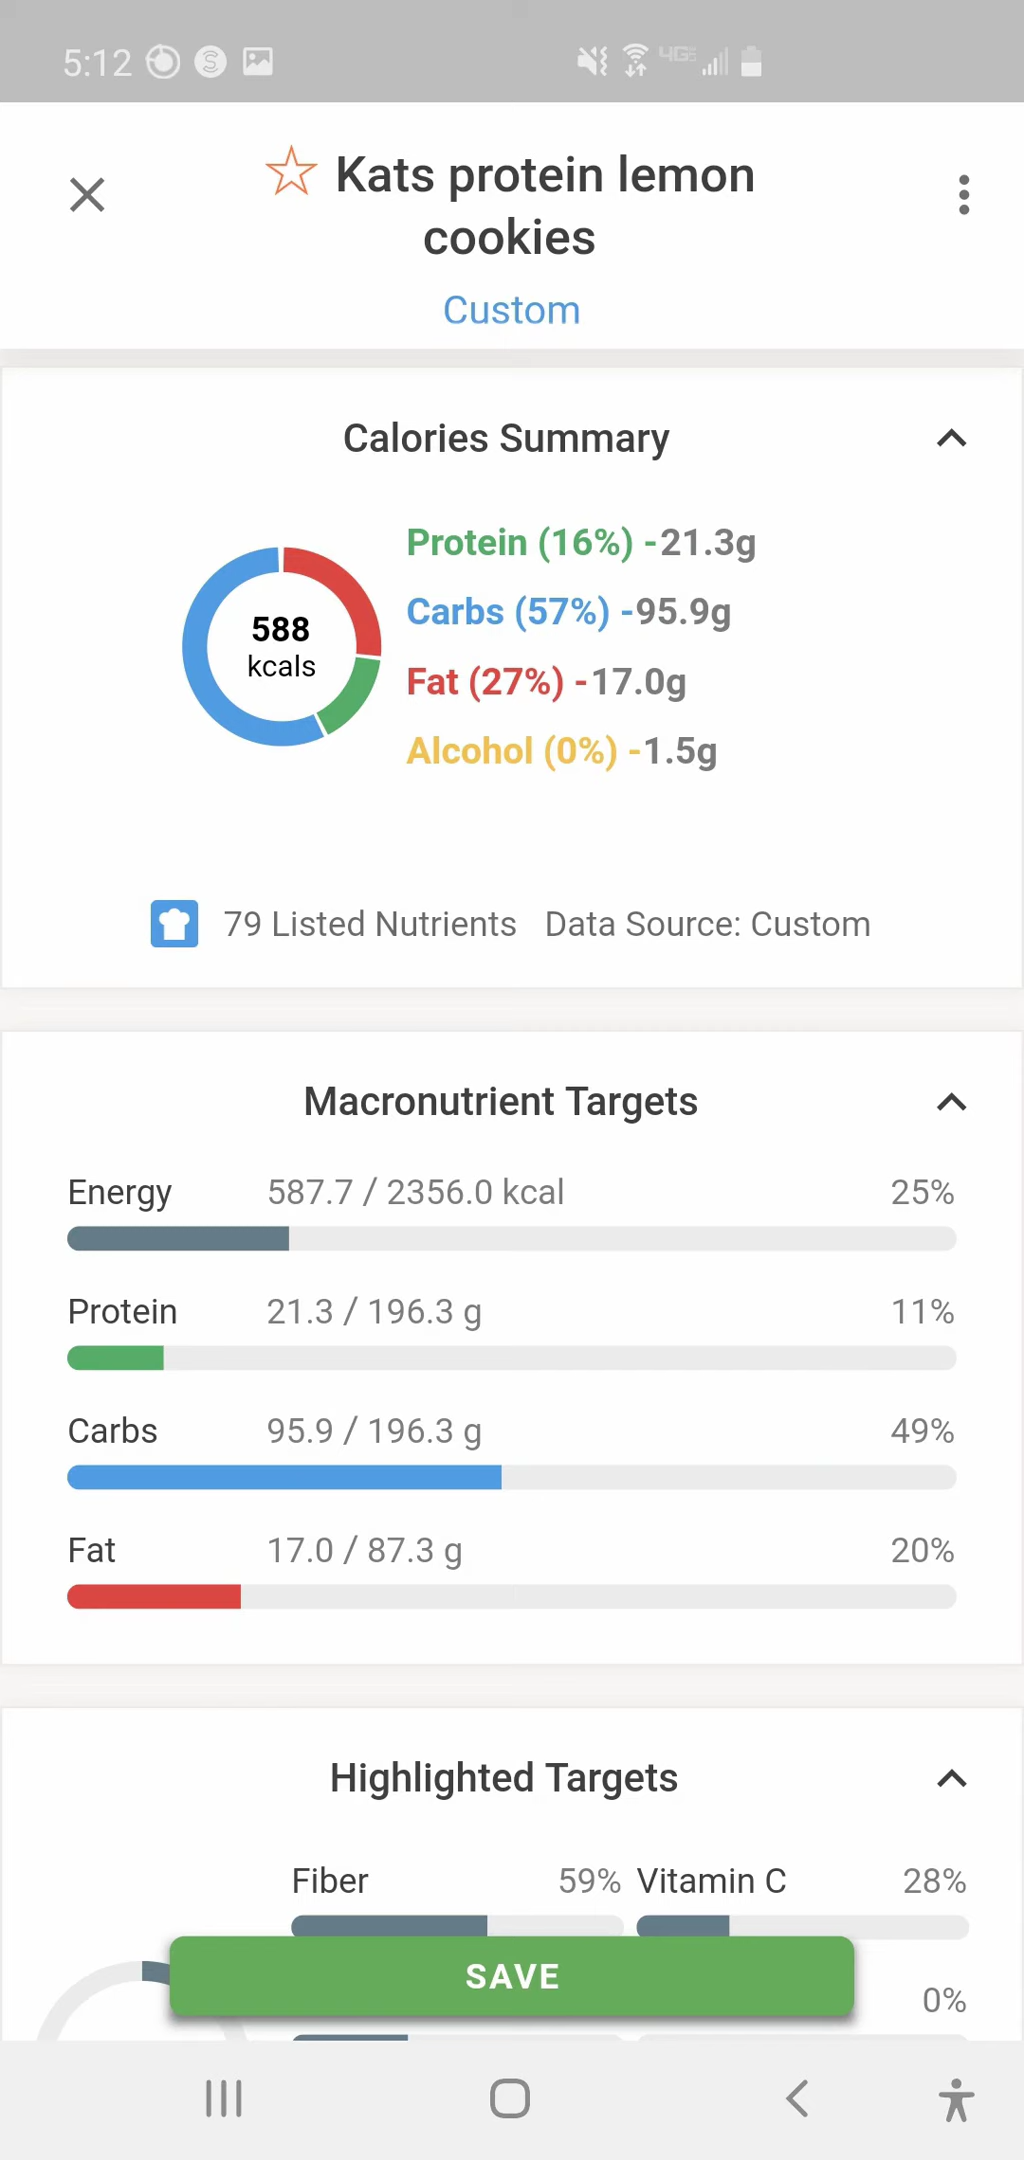 5:12 4GE
Kats protein lemon
cookies
Custom
Calories Summary
588
kcals
Protein (16%) -21.3g
Carbs (57%) -95.9g
Fat (27%) -17.0g
Alcohol (0%) -1.5g
79 Listed Nutrients Data Source: Custom
Macronutrient Targets
Energy 587.7 / 2356.0 kcal 25%
Protein 21.3 / 196.3 g 11%
Carbs 95.9 / 196.3 g 49%
Fat 17.0 / 87.3 g 20%
Highlighted Targets
Fiber 59% Vitamin C 28%
SAVE
0%